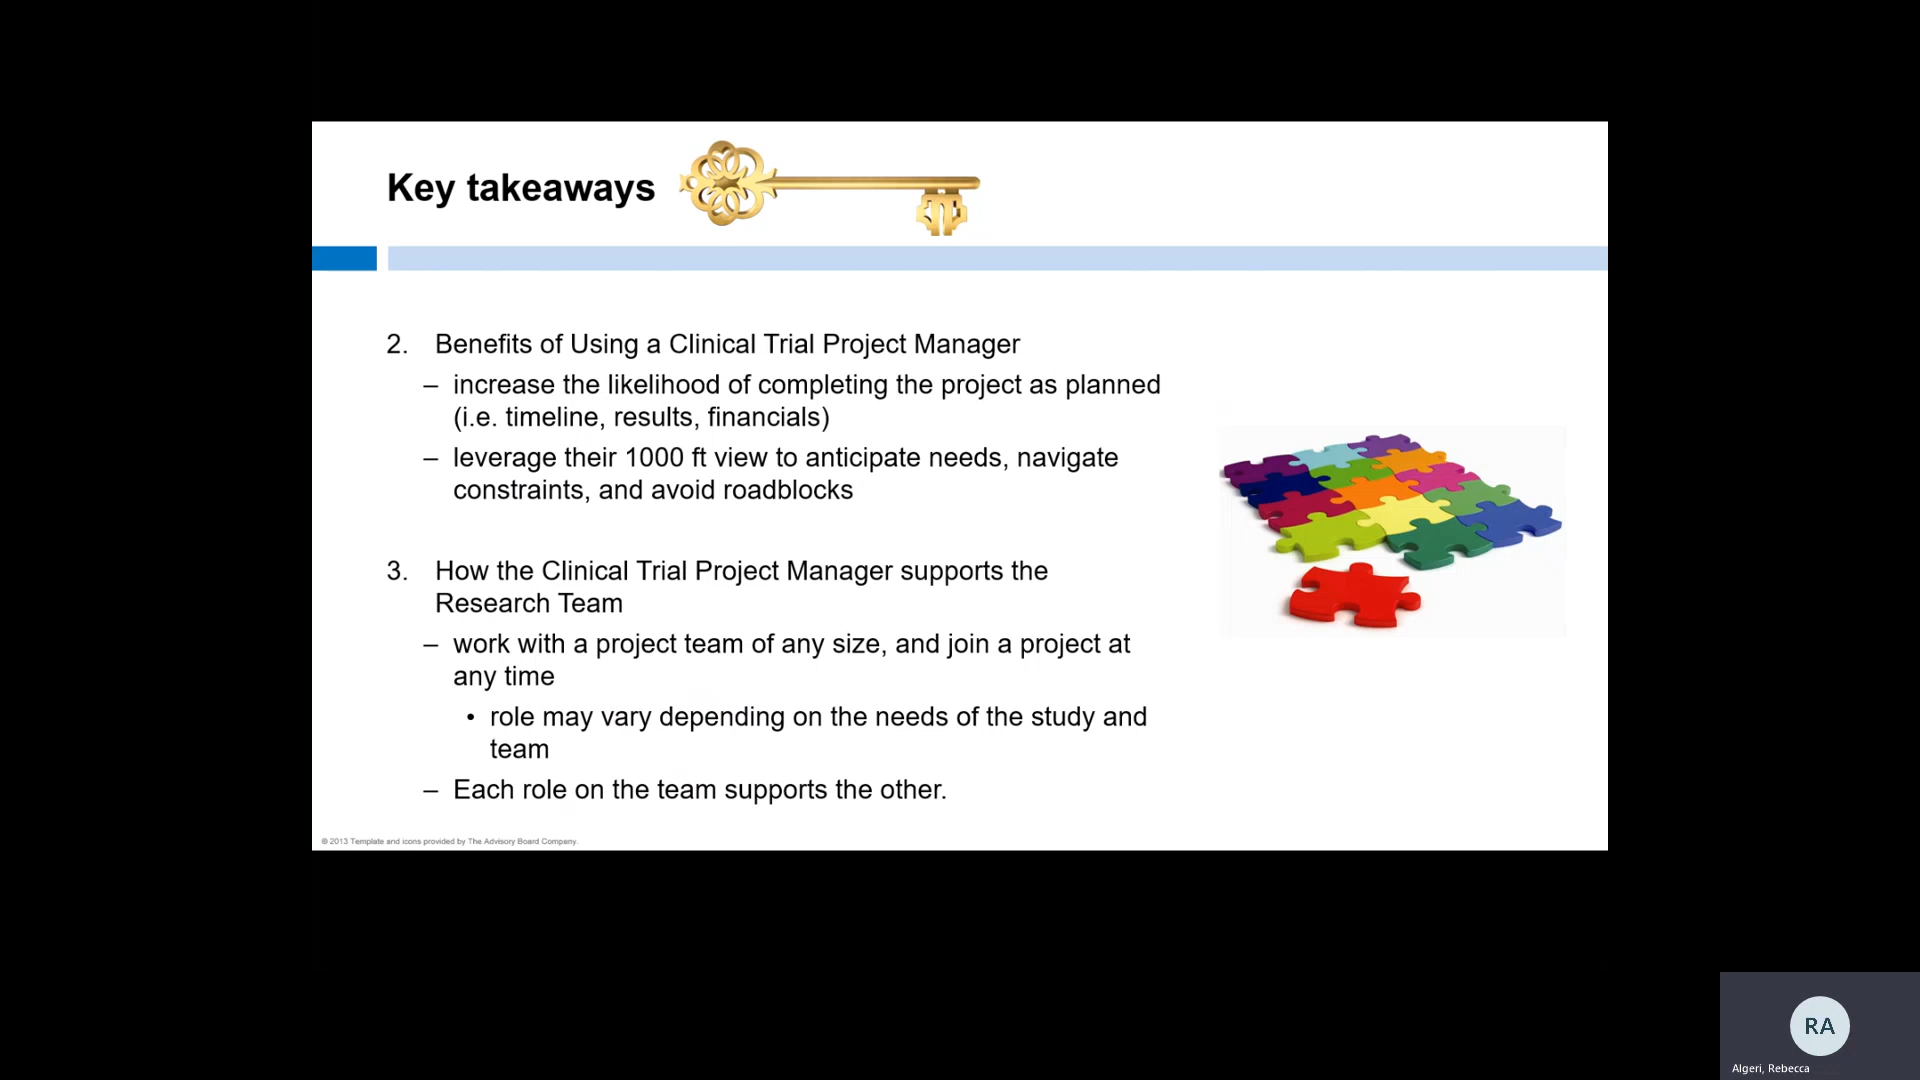 Key takeaways
2. Benefits of Using a Clinical Trial Project Manager
– increase the likelihood of completing the project as planned
(i.e. timeline, results, financials)
– leverage their 1000 ft view to anticipate needs, navigate
constraints, and avoid roadblocks
3. How the Clinical Trial Project Manager supports the
Research Team
– work with a project team of any size, and join a project at
any time
• role may vary depending on the needs of the study and
team
– Each role on the team supports the other.
© 2013 Template and icons provided by The Advisory Board Company.
RA
Algeri, Rebecca